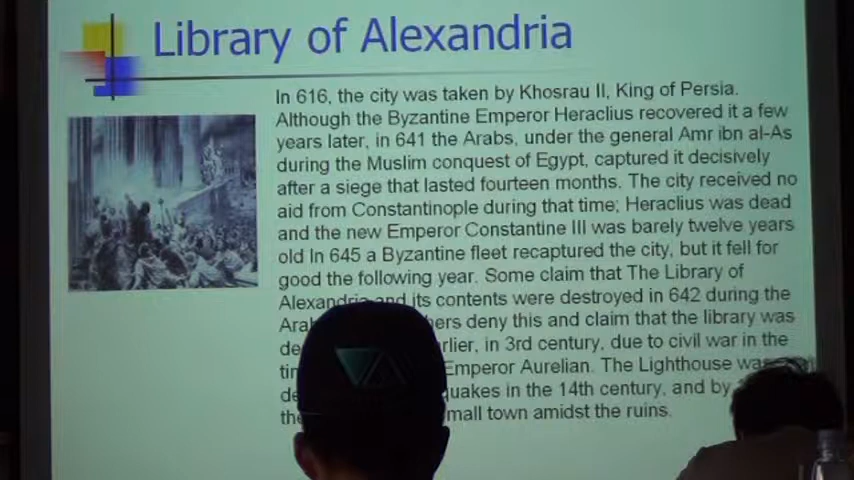 Library of Alexandria
In 616, the city was taken by Khosrau II, King of Persia.
Although the Byzantine Emperor Heraclius recovered it a few
years later, in 641 the Arabs, under the general Amr ibn al-As
during the Muslim conquest of Egypt, captured it decisively
after a siege that lasted fourteen months. The city received no
aid from Constantinople during that time; Heraclius was dead
and the new Emperor Constantine III was barely twelve years
old In 645 a Byzantine fleet recaptured the city, but it fell for
good the following year. Some claim that The Library of
Alexandria and its contents were destroyed in 642 during the
deny this and claim that the library was
in 3rd century, due to civil war in the
Emperor Aurelian. The Lighthouse was
in the 14th century, and by
town amidst the ruins.